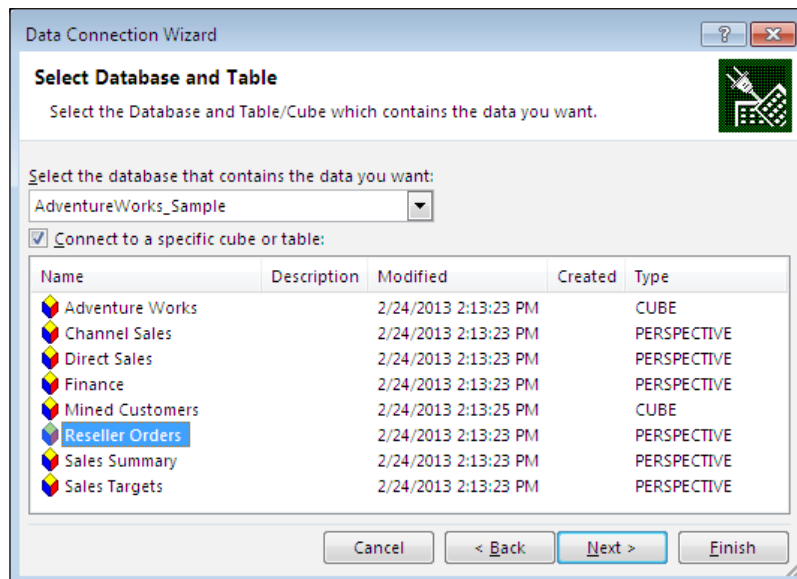 Data Connection Wizard
Select Database and Table
Select the Database and Table/Cube which contains the data you want.
Select the database that contains the data you want:
AdventureWorks_Sample
Connect to a specific cube or table:
Name Description Modified Created Type
Adventure Works 2/24/2013 2:13:23 PM CUBE
Channel Sales 2/24/2013 2:13:23 PM PERSPECTIVE
Direct Sales 2/24/2013 2:13:23 PM PERSPECTIVE
Finance 2/24/2013 2:13:23 PM PERSPECTIVE
Mined Customers 2/24/2013 2:13:25 PM CUBE
Reseller Orders 2/24/2013 2:13:23 PM PERSPECTIVE
Sales Summary 2/24/2013 2:13:23 PM PERSPECTIVE
Sales Targets 2/24/2013 2:13:23 PM PERSPECTIVE
Cancel < Back Next > Finish